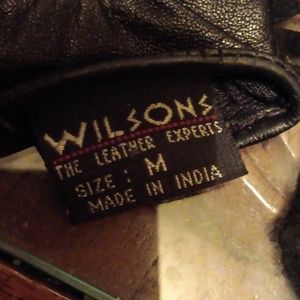 WILSONS
THE LEATHER EXPERTS
SIZE : M
MADE IN INDIA